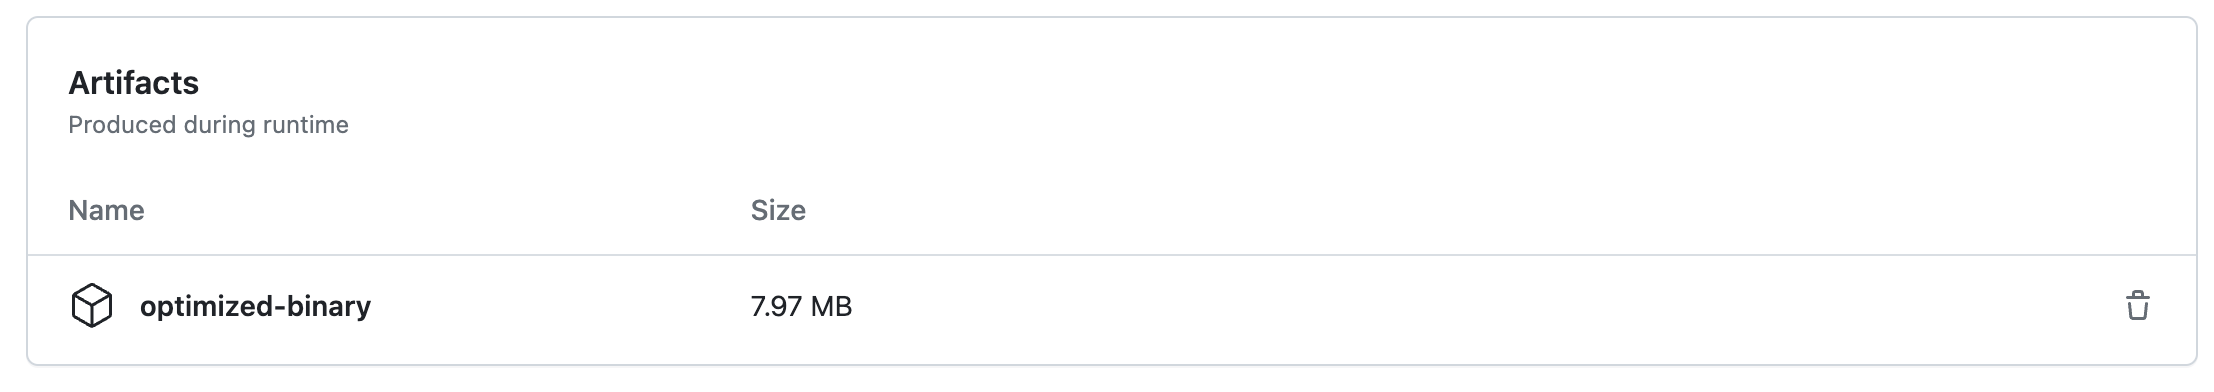 Artifacts
Produced during runtime
Name Size
optimized-binary 7.97 MB